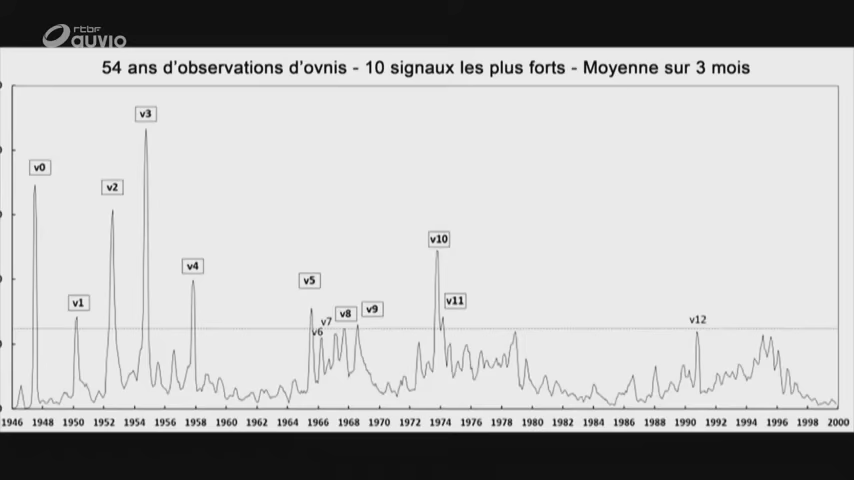 rtbf
auvio
54 ans d'observations d'ovnis - 10 signaux les plus forts - Moyenne sur 3 mois
v3
v0
v2
v10
v4
v5
v1
v11
v9
v8
v7
v12
v6
1946 1948 1950 1952 1954 1956 1958 1960 1962 1964 1966 1968 1970 1972 1974 1976 1978 1980 1982 1984 1986 1988 1990 1992 1994 1996 1998 2000